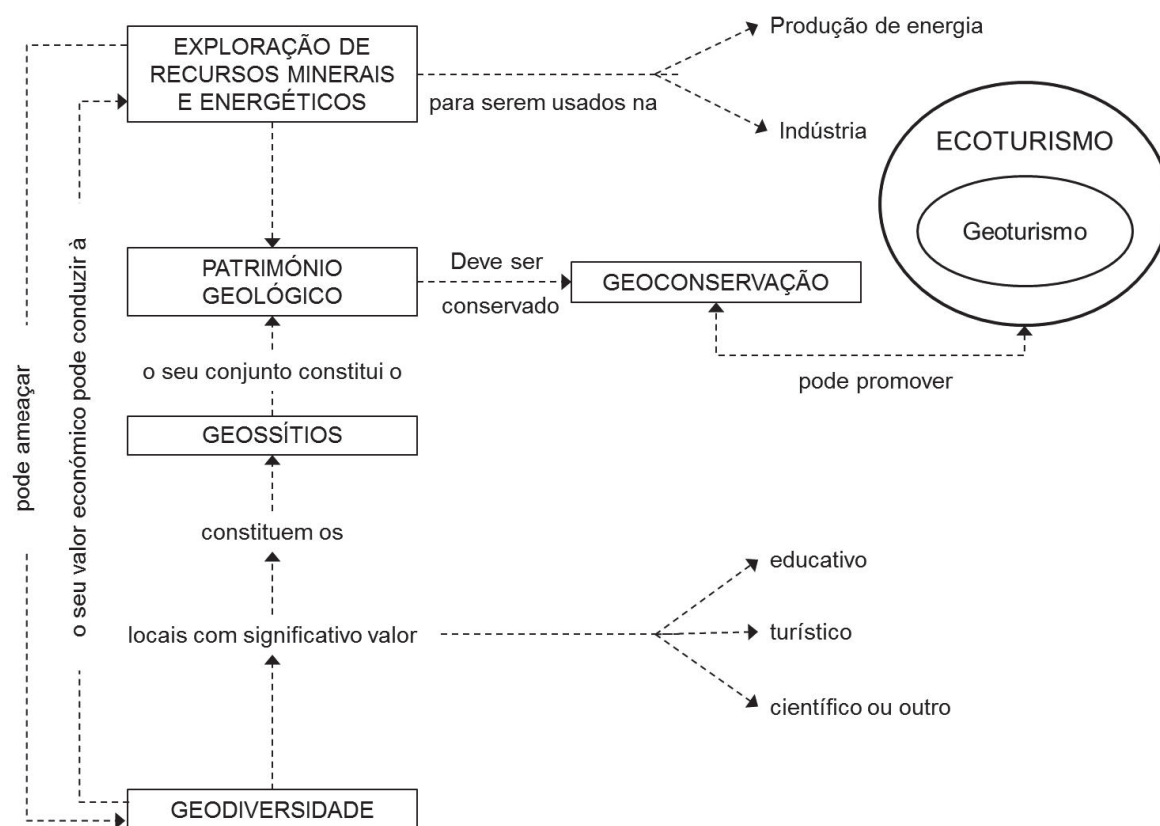 EXPLORAÇÃO DE
RECURSOS MINERAIS
E ENERGÉTICOS
para serem usados na
Produção de energia
Indústria
ECOTURISMO
Geoturismo
PATRIMÓNIO
GEOLÓGICO
Deve ser
conservado
GEOCONSERVAÇÃO
pode promover
o seu conjunto constitui o
GEOSSÍTIOS
constituem os
locais com significativo valor
educativo
turístico
científico ou outro
GEODIVERSIDADE
pode ameaçar
o seu valor económico pode conduzir à